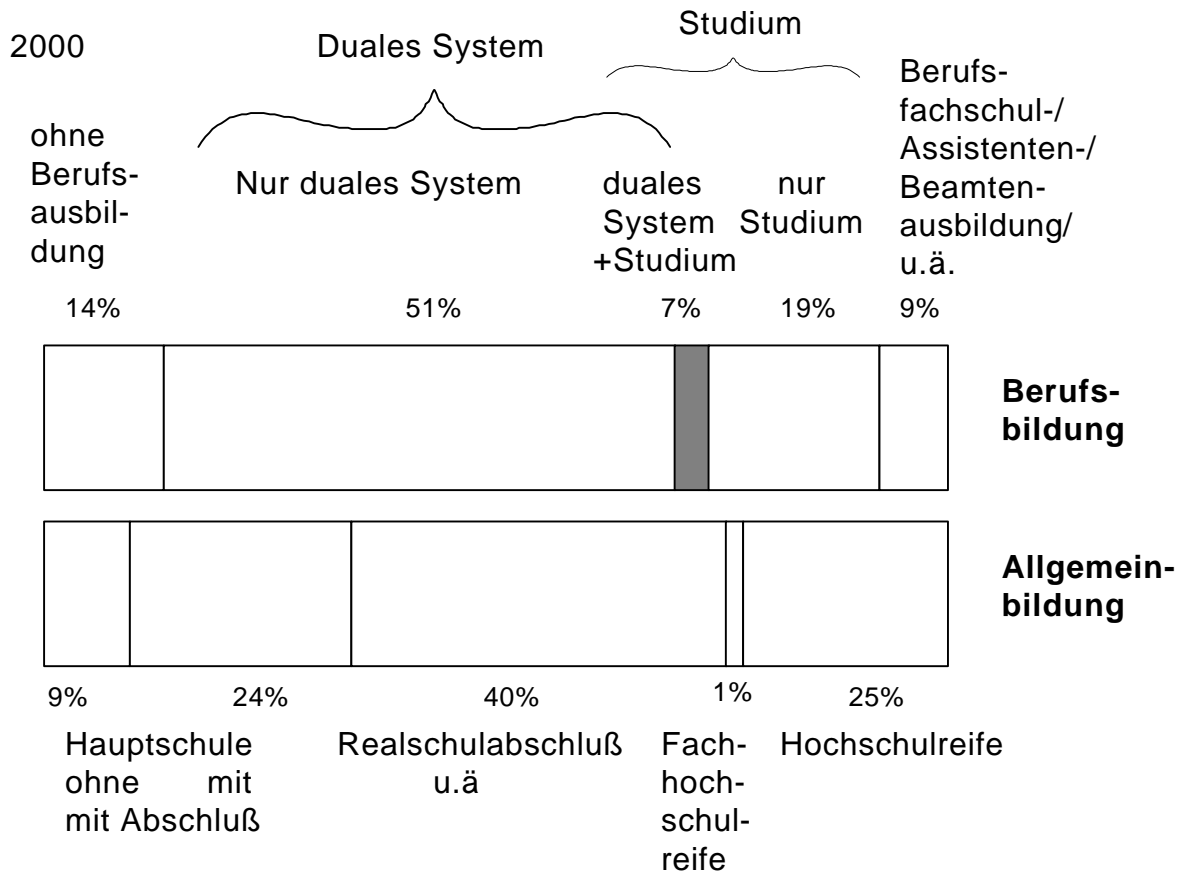 2000
Duales System
Studium
ohne
Berufs-
ausbil-
dung
Nur duales System
duales
System
+Studium
nur
Studium
Berufs-
fachschul-/
Assistenten-/
Beamten-
ausbildung/
u.ä.
14%
51%
7%
19%
9%
Berufs-
bildung
Allgemein-
bildung
9%
24%
40%
1%
25%
Hauptschule
ohne mit
mit Abschluß
Realschulabschluß
u.ä
Fach-
hoch-
schul-
reife
Hochschulreife